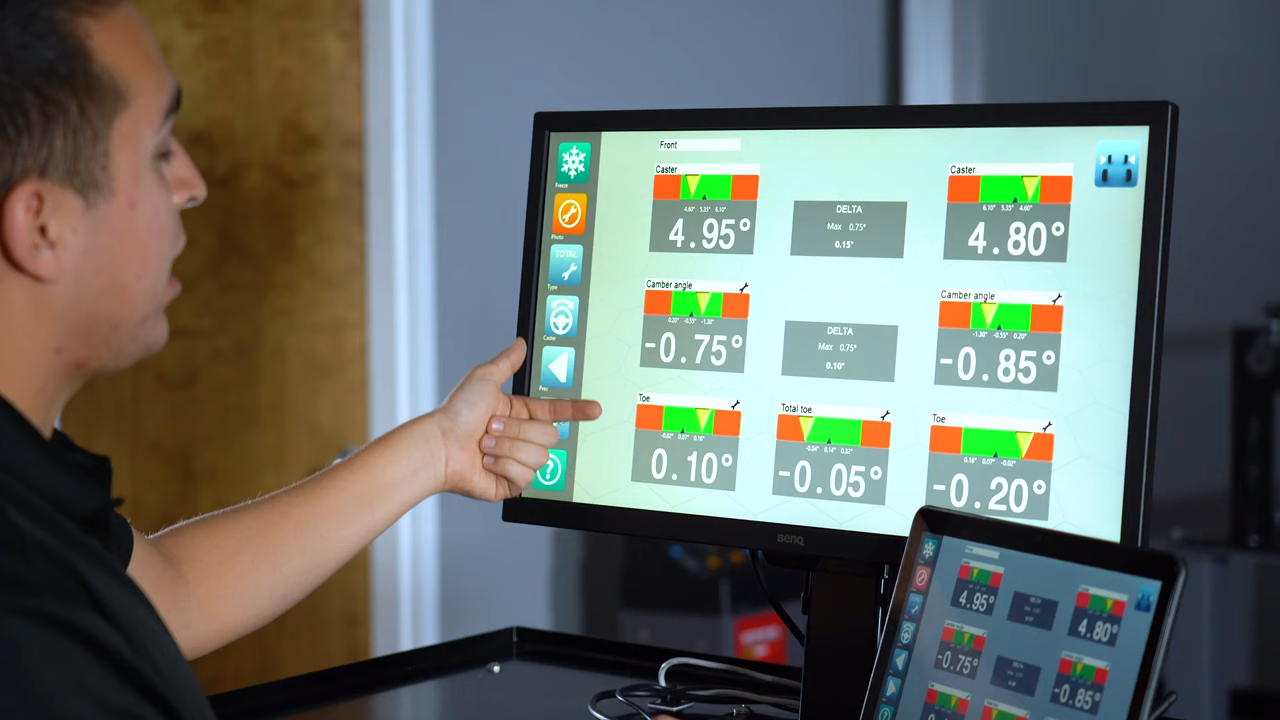 Front
Freeze
Photo
TOTAL
Type
Caster
Prev
Caster
4.60° 5.35° 6.10°
4.95°
DELTA
Max 0.75°
0.15°
Caster
6.10° 5.35° 4.60°
4.80°
Camber angle
0.20° -0.55° -1.30°
-0.75°
DELTA
Max 0.75°
0.10°
Camber angle
-1.30° -0.55° 0.20°
-0.85°
Toe
-0.02° 0.07° 0.16°
0.10°
Total toe
-0.04° 0.14° 0.32°
-0.05°
Toe
0.16° 0.07° -0.02°
-0.20°
?
BenQ
4.95°
DELTA
4.80°
-0.75°
-0.85°